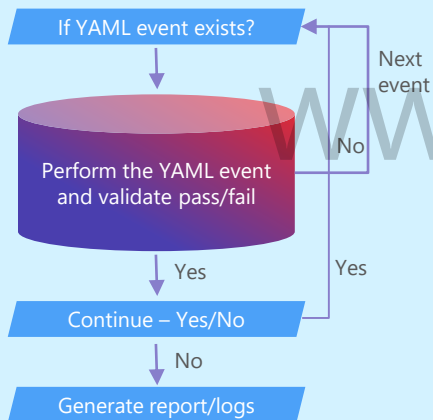 If YAML event exists?
Next
event
No
Perform the YAML event
and validate pass/fail
Yes
Yes
Continue – Yes/No
No
Generate report/logs